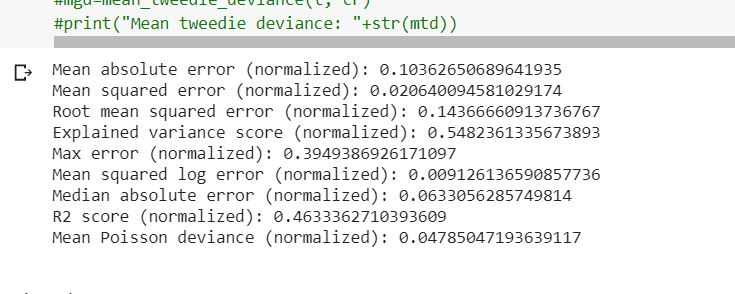 #mgd=mean_tweedie_deviance(t, cr)
#print("Mean tweedie deviance: "+str(mtd))
Mean absolute error (normalized): 0.10362650689641935
Mean squared error (normalized): 0.020640094581029174
Root mean squared error (normalized): 0.14366660913736767
Explained variance score (normalized): 0.5482361335673893
Max error (normalized): 0.3949386926171097
Mean squared log error (normalized): 0.009126136590857736
Median absolute error (normalized): 0.0633056285749814
R2 score (normalized): 0.4633362710393609
Mean Poisson deviance (normalized): 0.04785047193639117